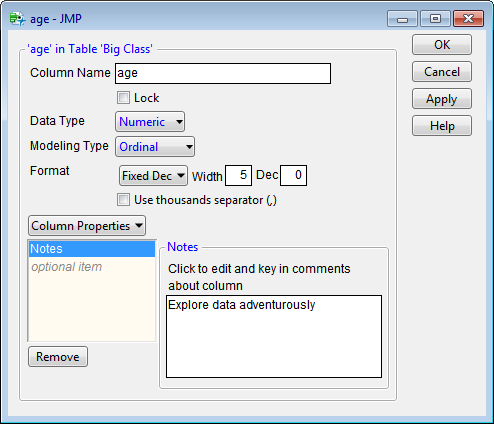 age - JMP
'age' in Table 'Big Class'
OK
Column Name age
Cancel
Lock
Apply
Data Type Numeric
Help
Modeling Type Ordinal
Format Fixed Dec Width 5 Dec 0
Use thousands separator (,)
Column Properties
Notes
optional item
Remove
Notes
Click to edit and key in comments
about column
Explore data adventurously